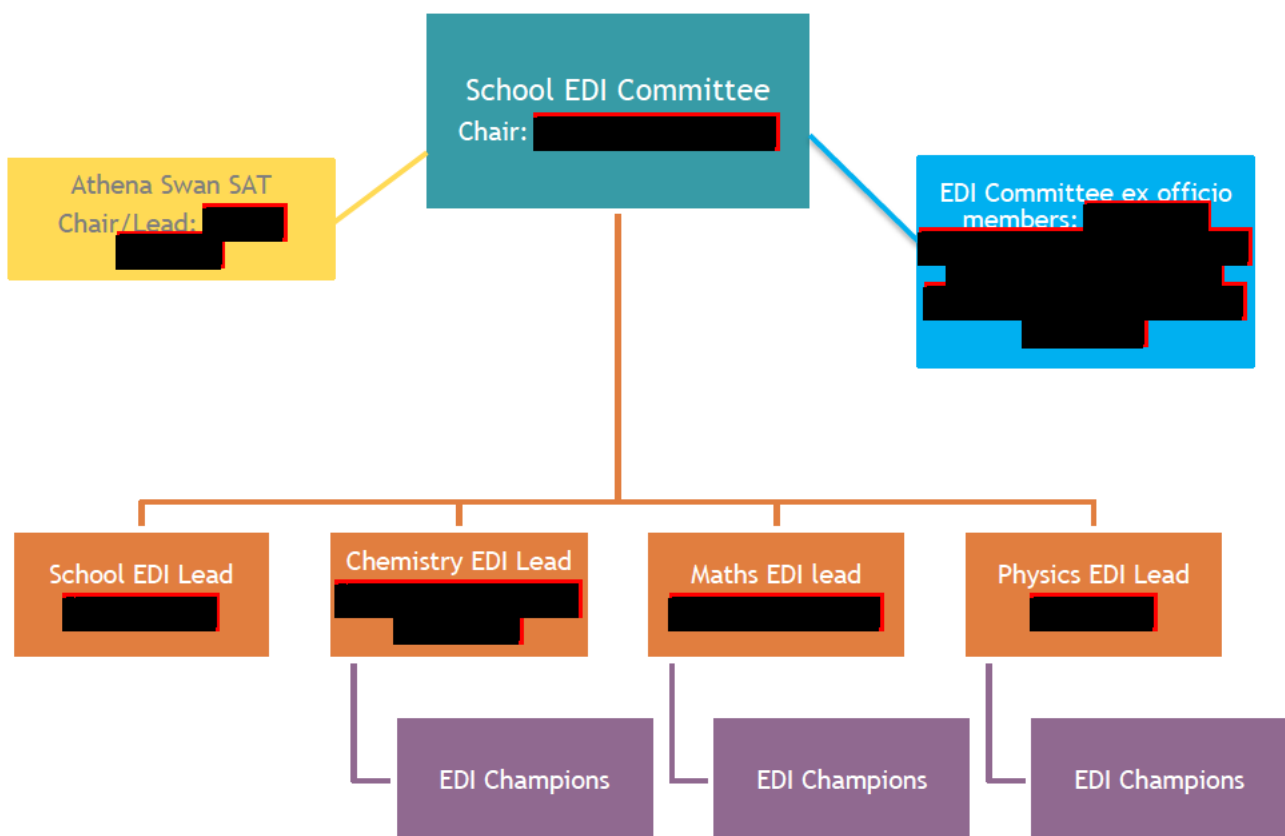 School EDI Committee
Chair:
Athena Swan SAT
Chair/Lead:
EDI Committee ex officio
members:
School EDI Lead
Chemistry EDI Lead
Maths EDI lead
Physics EDI Lead
EDI Champions
EDI Champions
EDI Champions